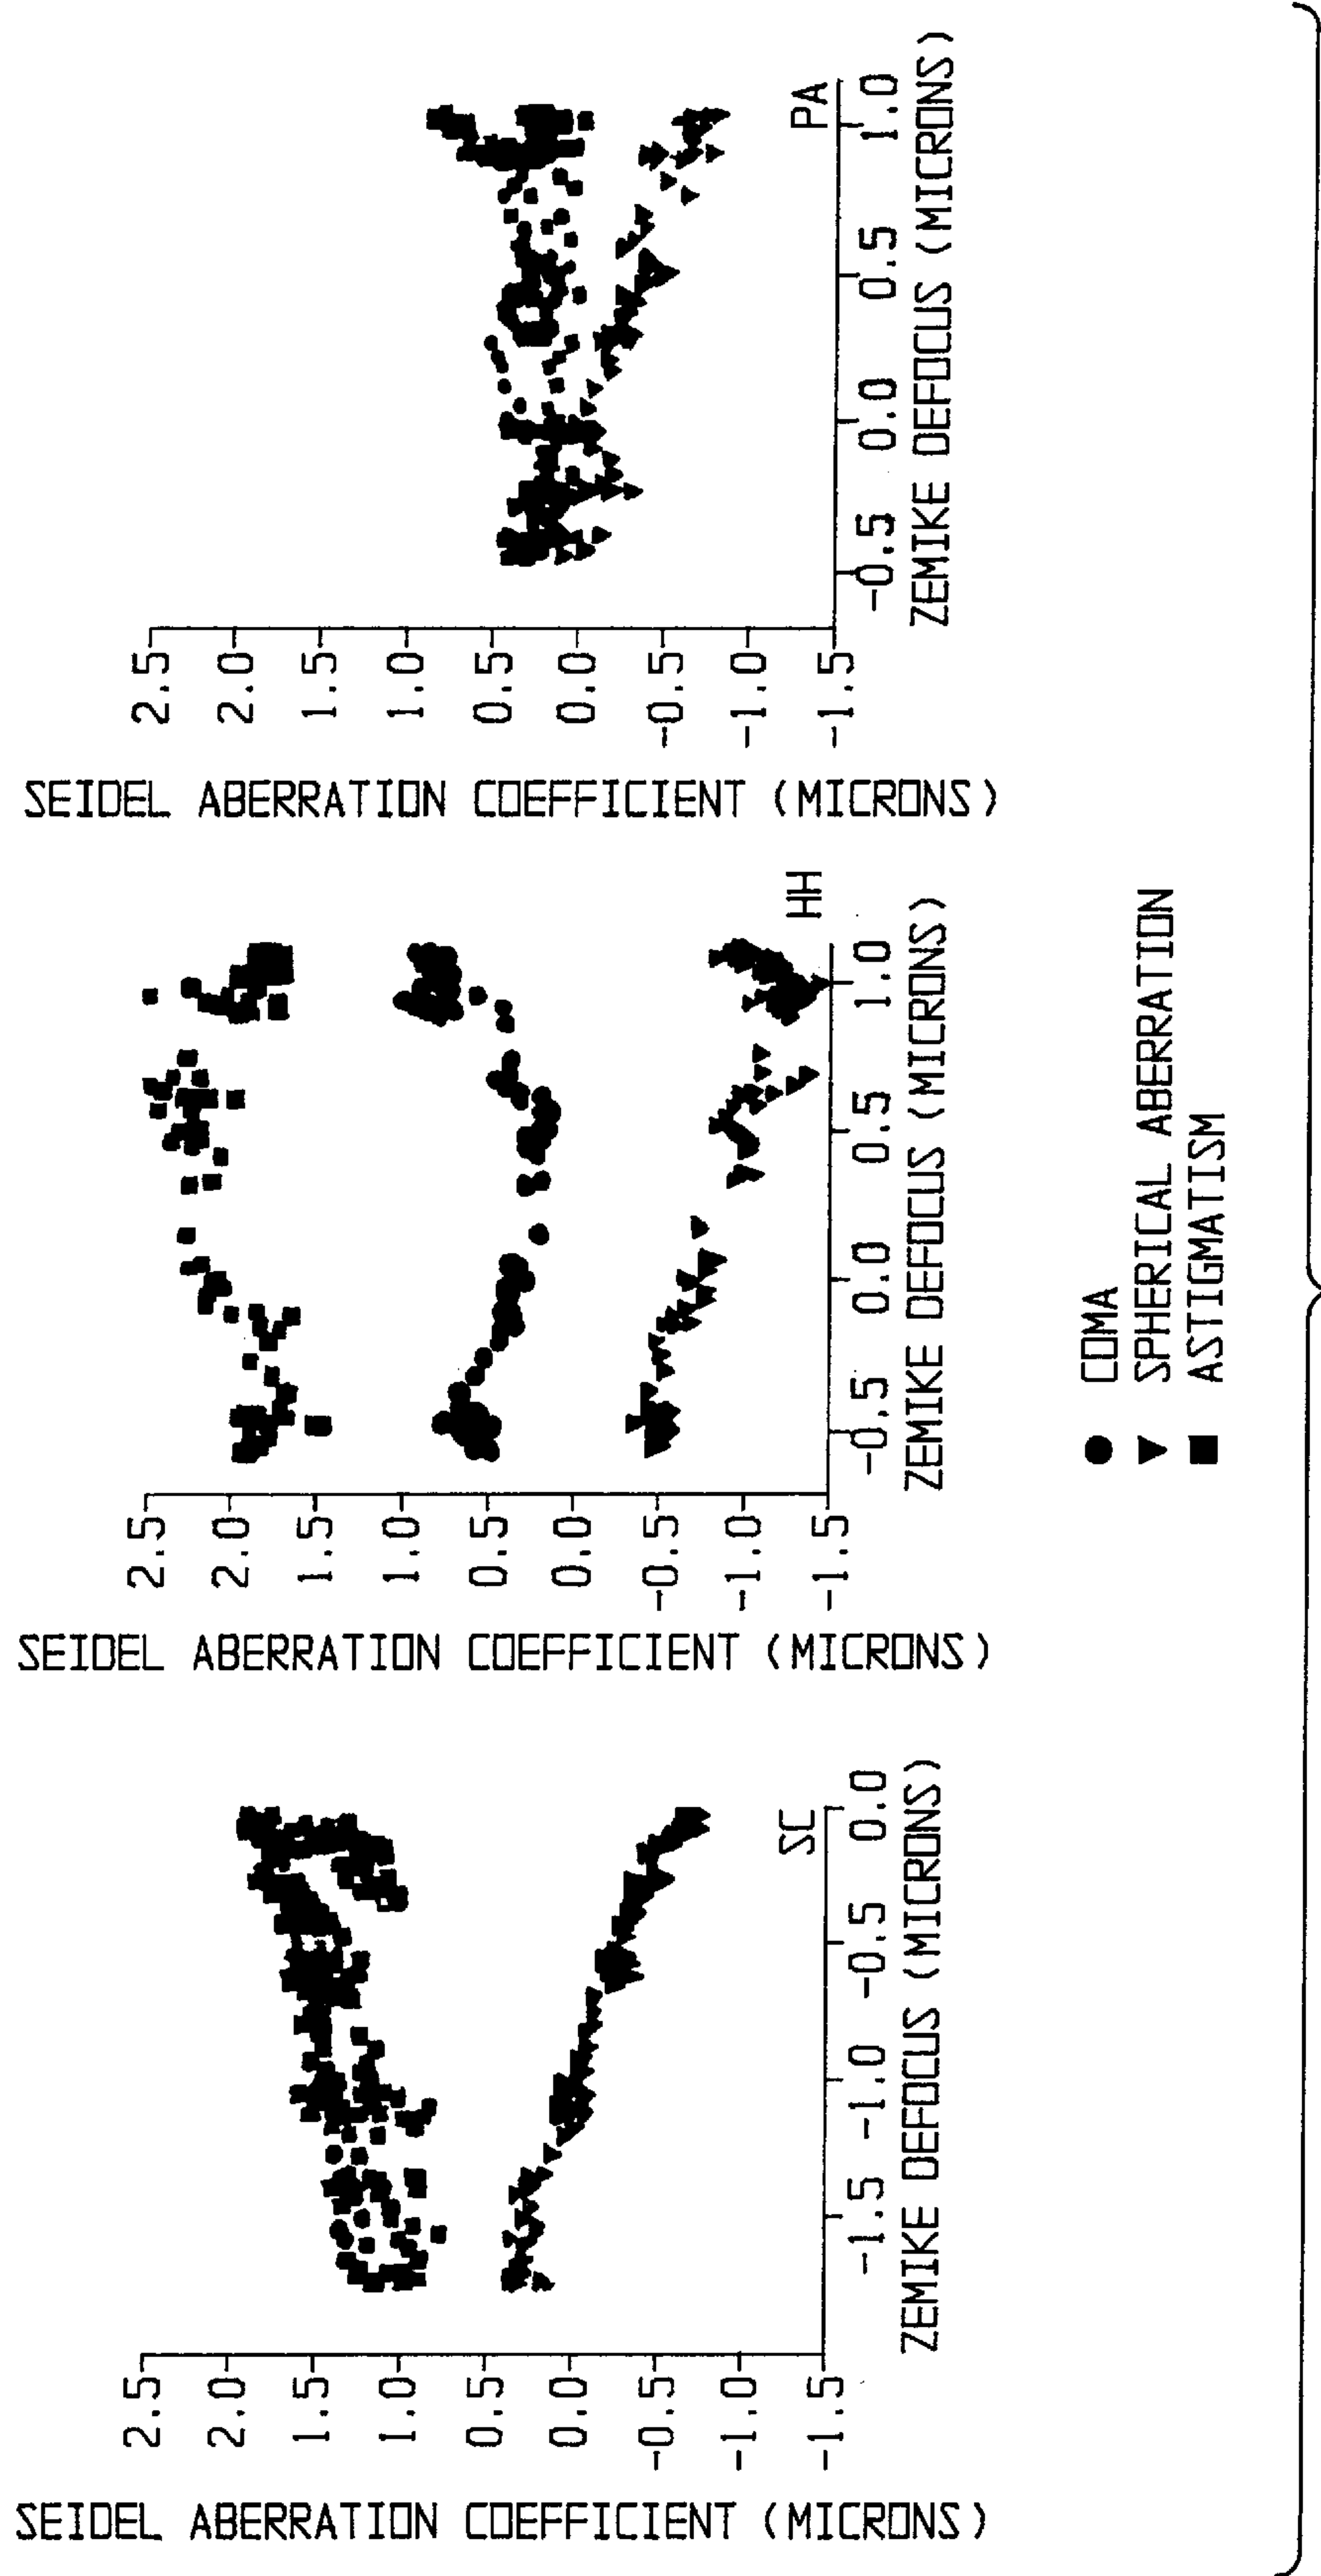 SEIDEL ABERRATION COEFFICIENT (MICRONS)
2.5
2.0
1.5
1.0
0.5
0.0
-0.5
-1.0
-1.5
SC
-1.5 -1.0 -0.5 0.0
ZEMIKE DEFOCUS (MICRONS)
SEIDEL ABERRATION COEFFICIENT (MICRONS)
2.5
2.0
1.5
1.0
0.5
0.0
-0.5
-1.0
-1.5
HH
-0.5 0.0 0.5 1.0
ZEMIKE DEFOCUS (MICRONS)
SEIDEL ABERRATION COEFFICIENT (MICRONS)
2.5
2.0
1.5
1.0
0.5
0.0
-0.5
-1.0
-1.5
PA
-0.5 0.0 0.5 1.0
ZEMIKE DEFOCUS (MICRONS)
COMA
SPHERICAL ABERRATION
ASTIGMATISM